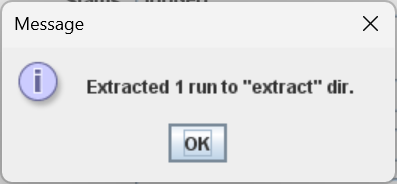 Message
Extracted 1 run to "extract" dir.
OK